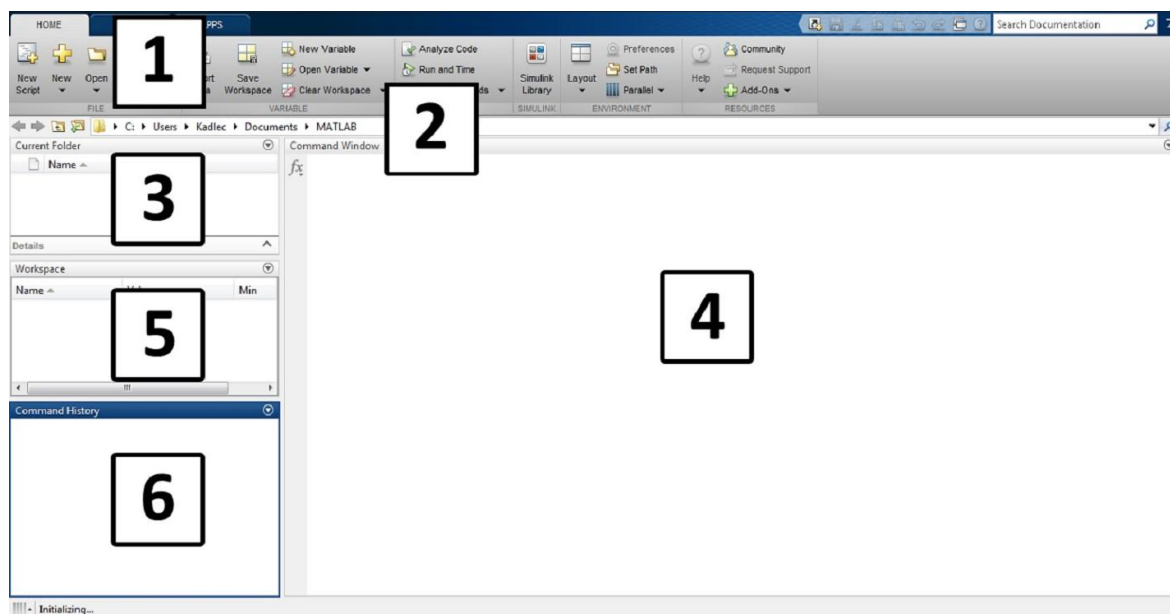 HOME PPS Search Documentation
1
New Variable Analyze Code Preferences Community
Open Variable Run and Time Set Path Request Support
New Script New Open Save Workspace Clear Workspace Simulink Library Layout Parallel Help Add-Ons
FILE VARIABLE SIMULINK ENVIRONMENT RESOURCES
2
C: Users Kadlec Documents MATLAB
Current Folder
Name
3
Details
Command Window
fx
4
Workspace
Name Min
5
Command History
6
Initializing...